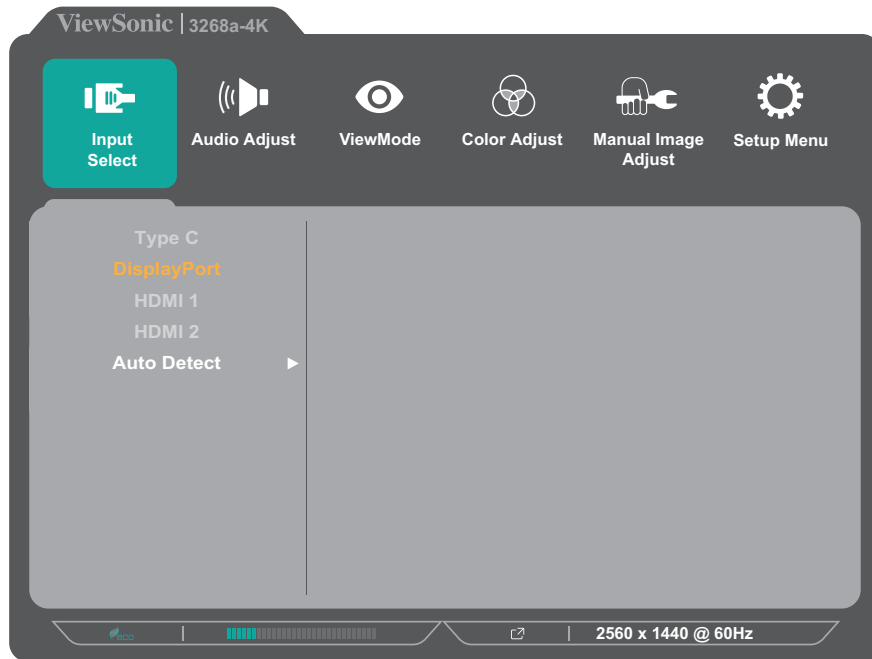 ViewSonic | 3268a-4K
Input
Select
Audio Adjust
ViewMode
Color Adjust
Manual Image
Adjust
Setup Menu
Type C
DisplayPort
HDMI 1
HDMI 2
Auto Detect
eco
2560 x 1440 @ 60Hz